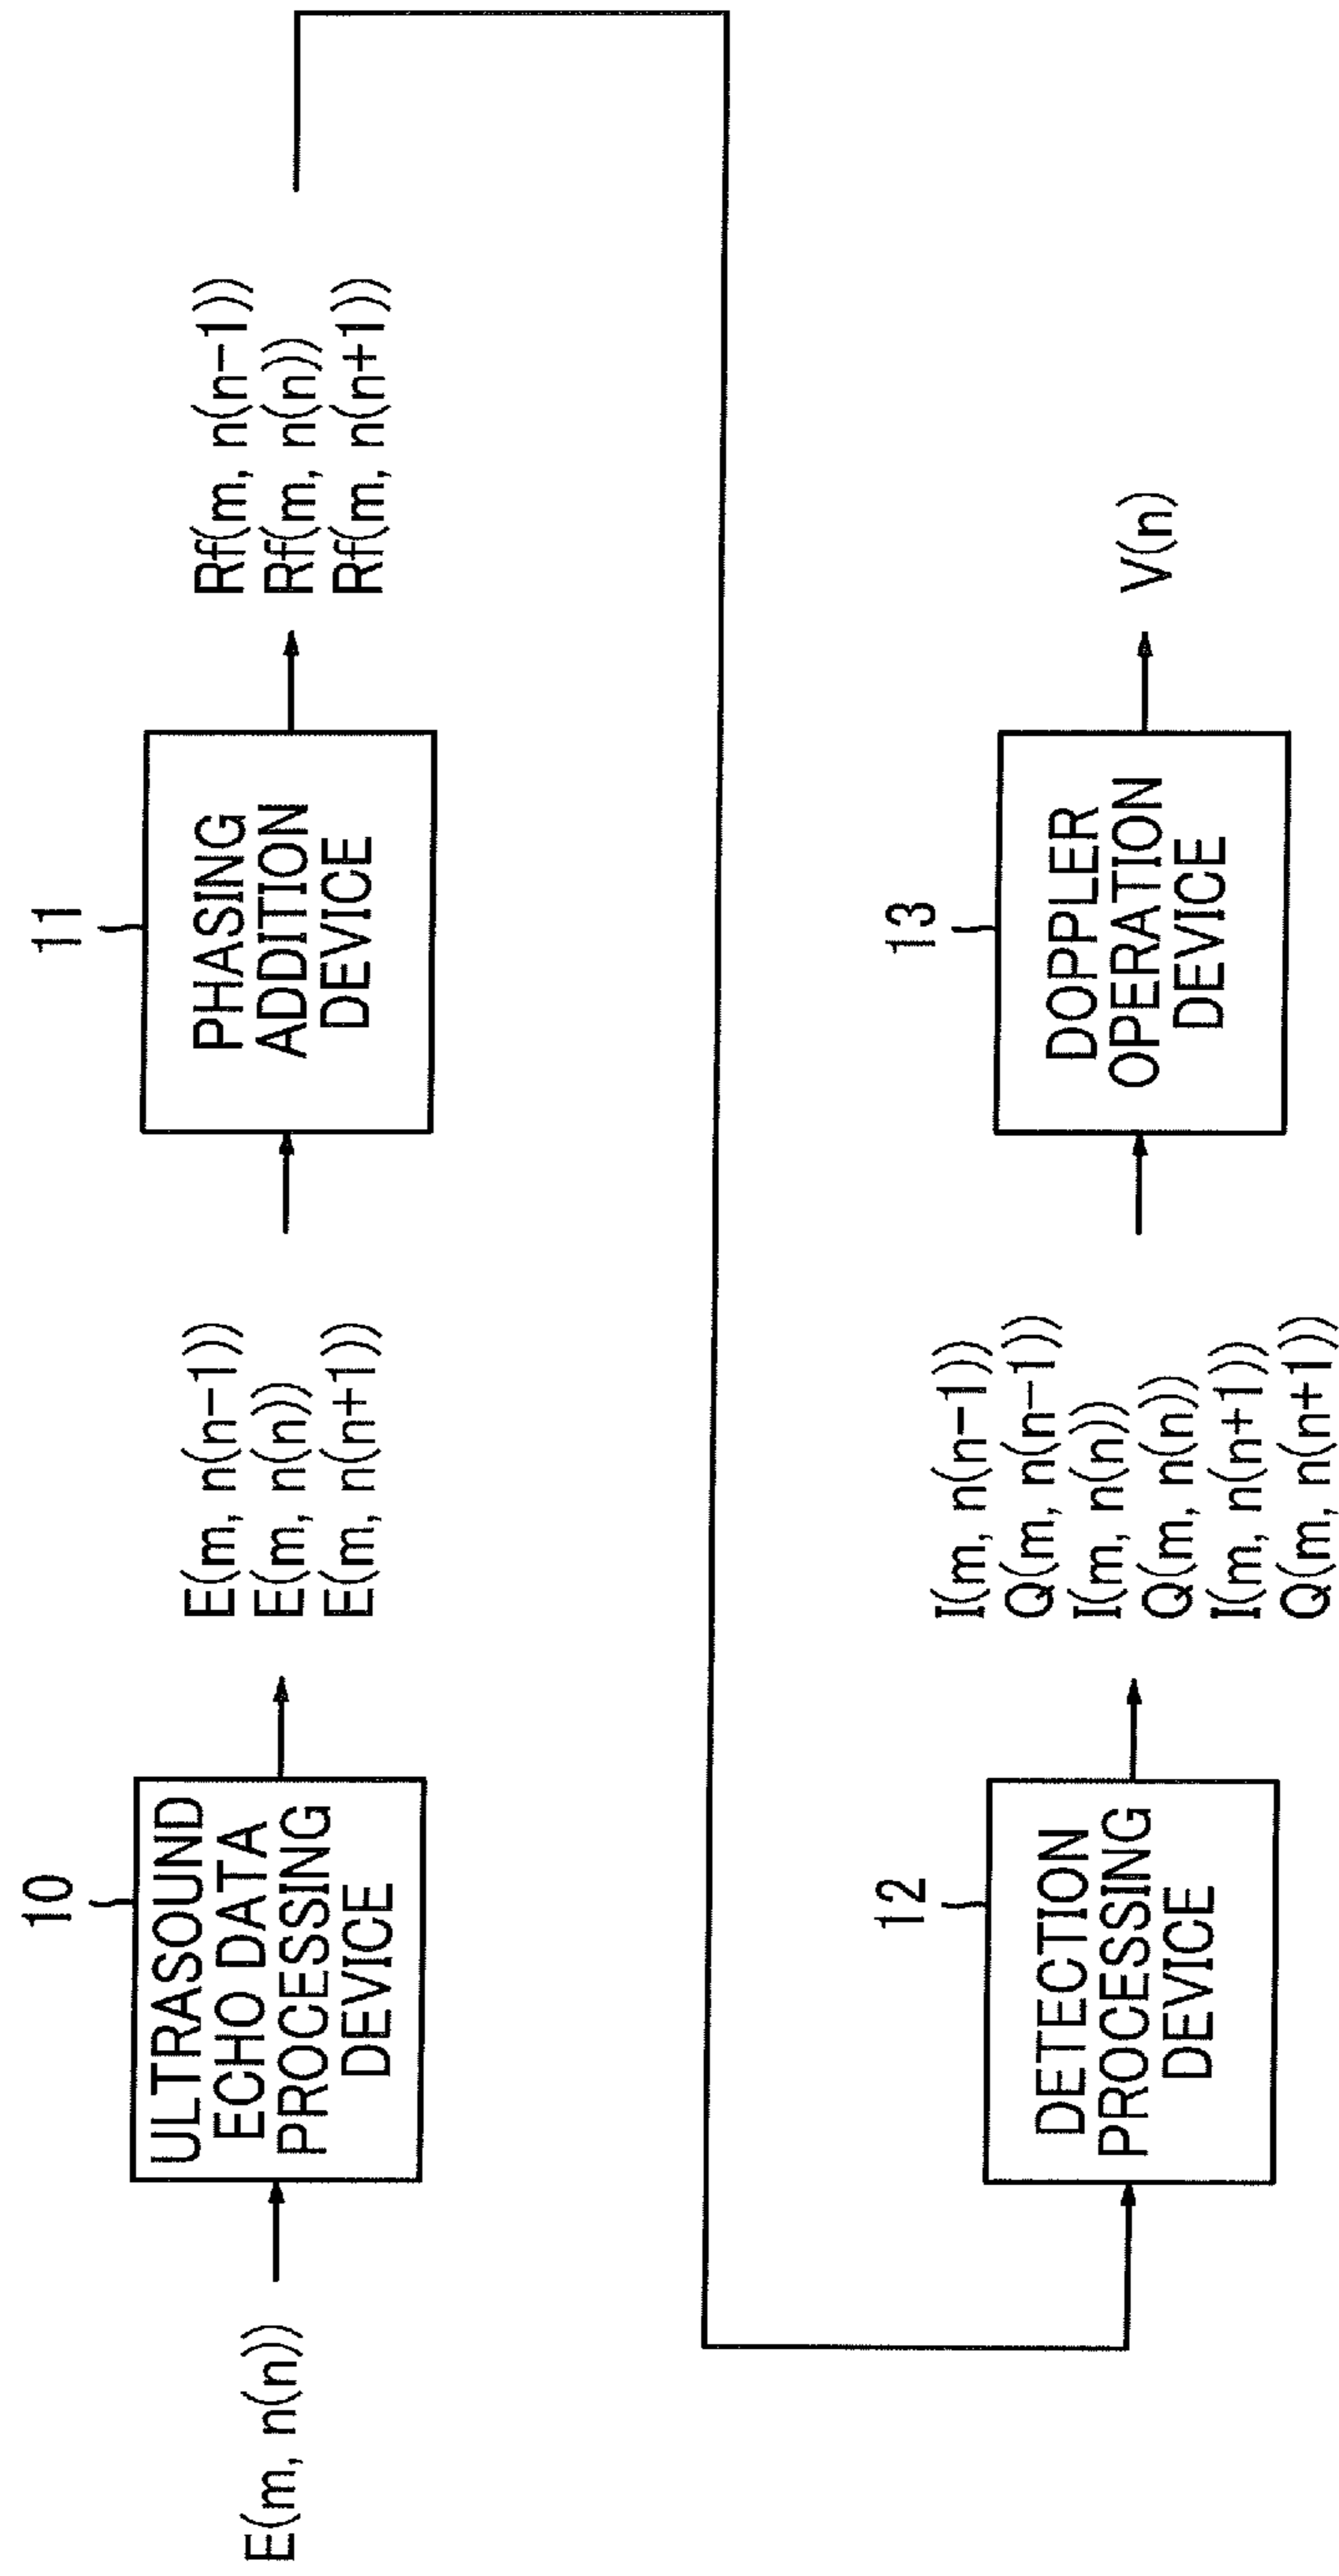 E(m, n(n))
10
ULTRASOUND
ECHO DATA
PROCESSING
DEVICE
E(m, n(n-1))
E(m, n(n))
E(m, n(n+1))
11
PHASING
ADDITION
DEVICE
Rf(m, n(n-1))
Rf(m, n(n))
Rf(m, n(n+1))
12
DETECTION
PROCESSING
DEVICE
I(m, n(n-1))
Q(m, n(n-1))
I(m, n(n))
Q(m, n(n))
I(m, n(n+1))
Q(m, n(n+1))
13
DOPPLER
OPERATION
DEVICE
V(n)